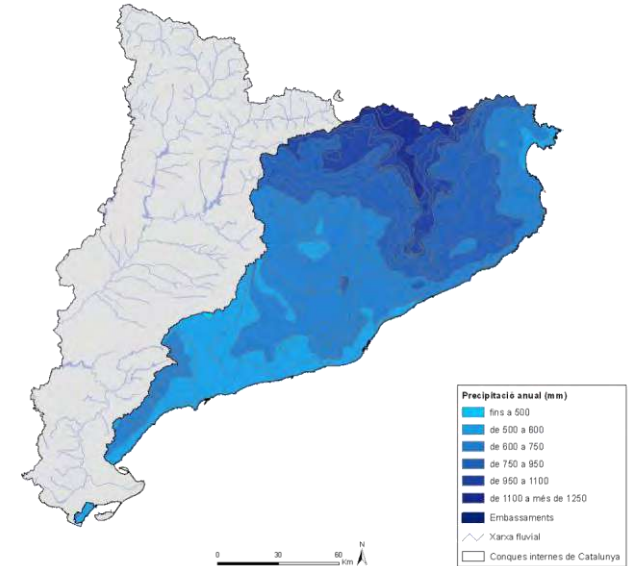 Precipitació anual (mm)
fins a 500
de 500 a 600
de 600 a 750
de 750 a 950
de 950 a 1100
de 1100 a més de 1250
Embassaments
Xarxa fluvial
Conques internes de Catalunya
N
0 30 60
Km